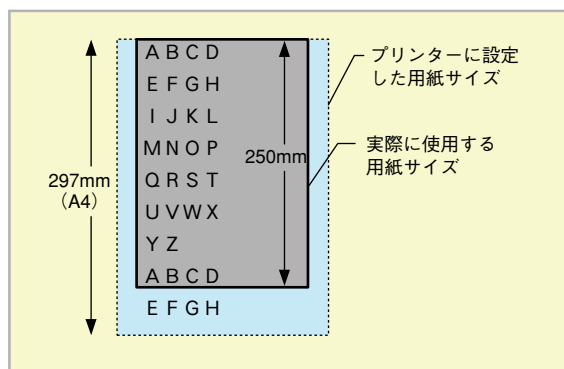 A B C D
E F G H
I J K L
M N O P
Q R S T
U V W X
Y Z
A B C D
E F G H
297mm
(A4)
250mm
プリンターに設定
した用紙サイズ
実際に使用する
用紙サイズ